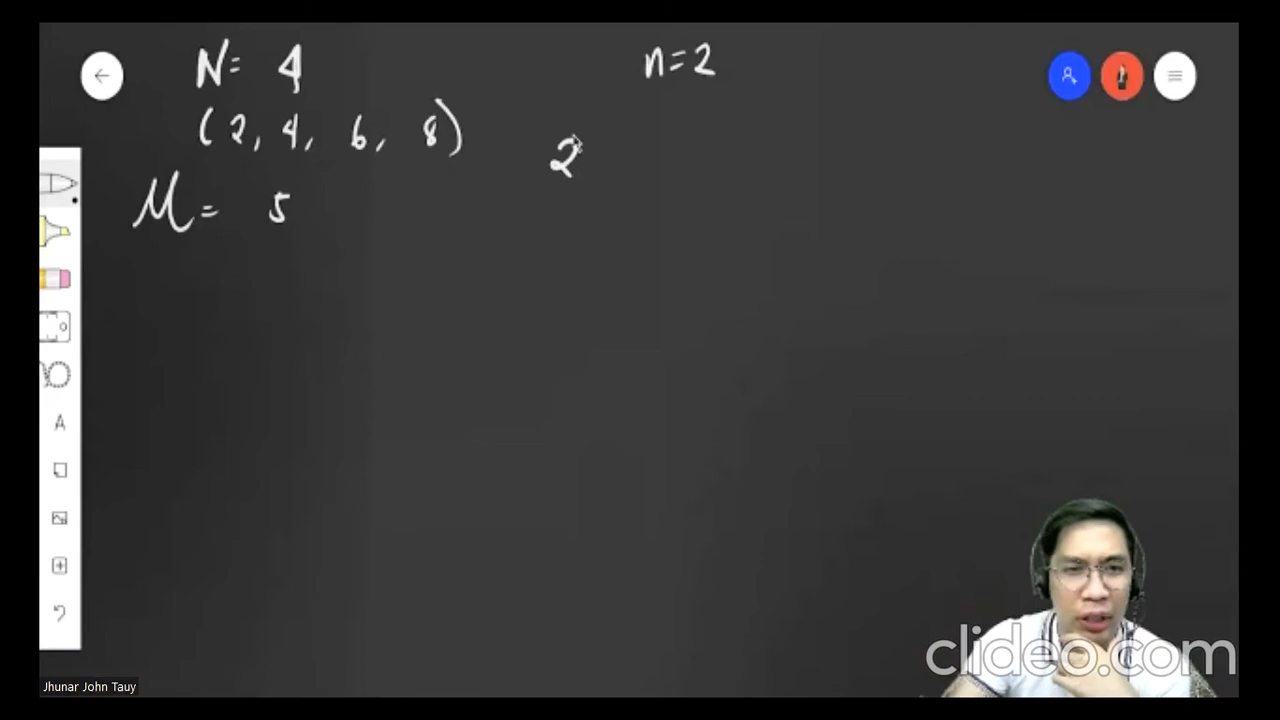 N= 4
n=2
(2, 4, 6, 8)
2
M= 5
A
clideo.com
Jhunar John Tauy